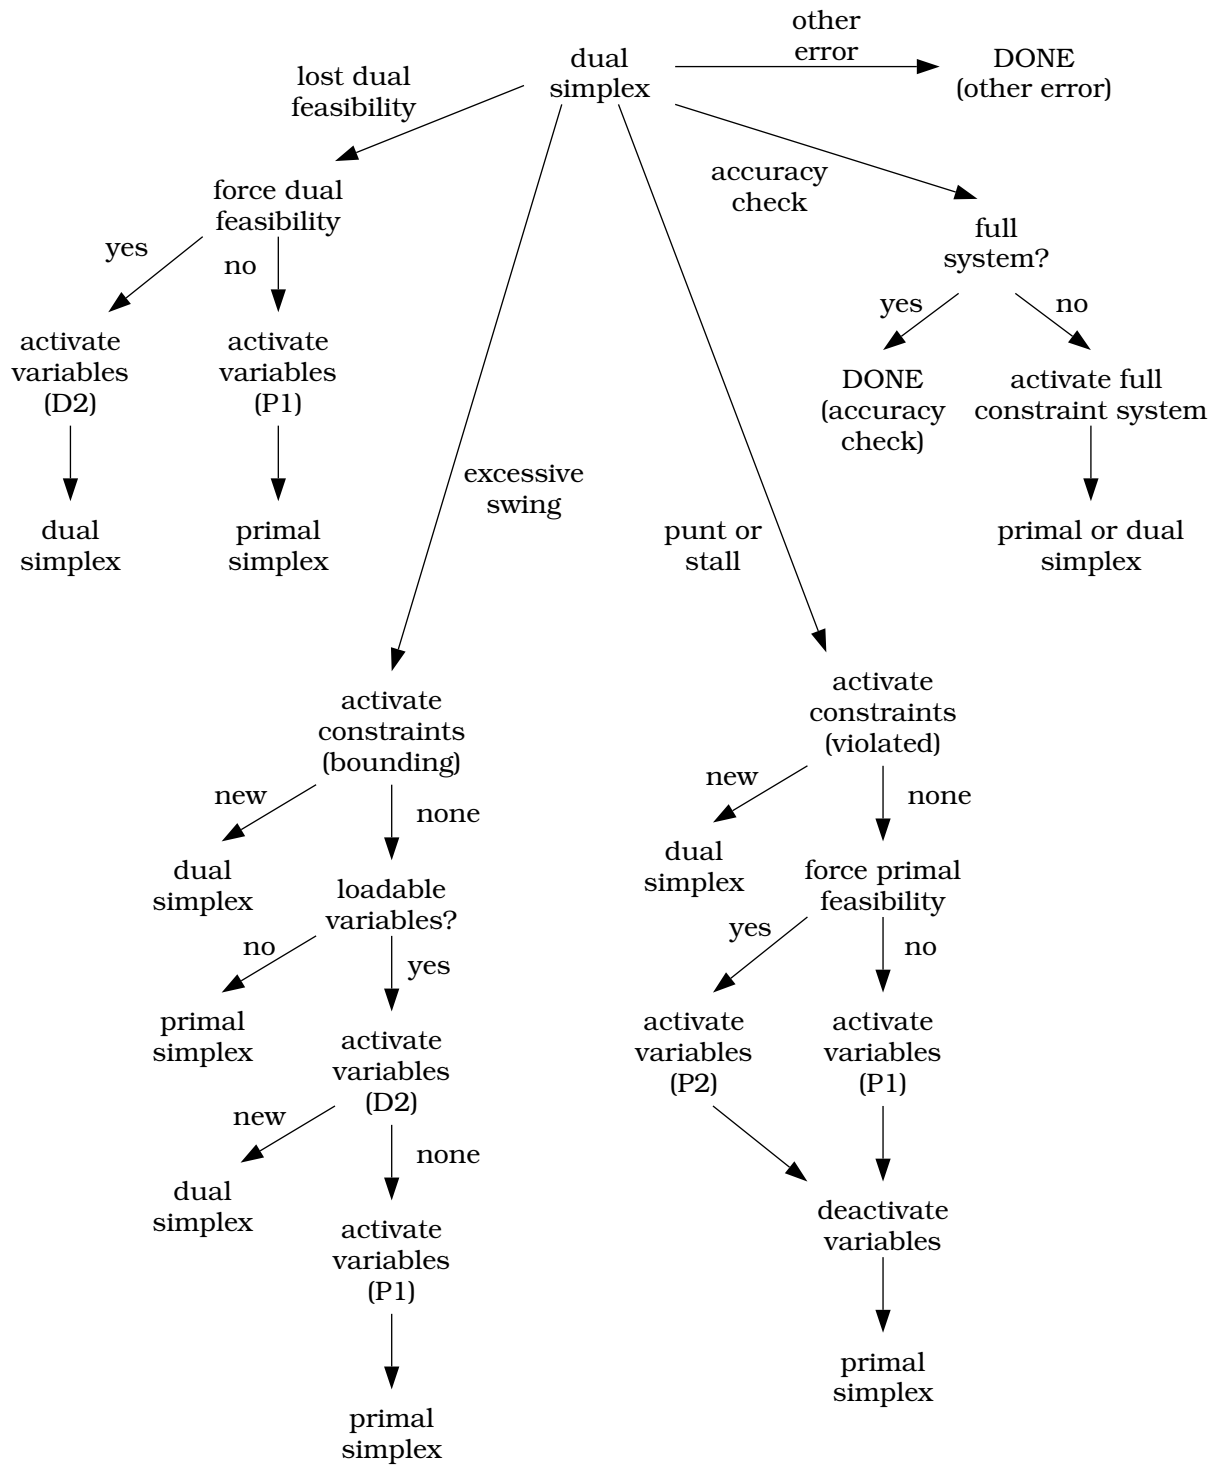 other
error
dual
simplex
DONE
(other error)
lost dual
feasibility
accuracy
check
force dual
feasibility
full
system?
yes
no
yes
no
activate
variables
(D2)
activate
variables
(P1)
DONE
(accuracy
check)
activate full
constraint system
excessive
swing
dual
simplex
primal
simplex
punt or
stall
primal or dual
simplex
activate
constraints
(bounding)
activate
constraints
(violated)
new
none
new
none
dual
simplex
loadable
variables?
dual
simplex
force primal
feasibility
no
yes
yes
no
primal
simplex
activate
variables
(D2)
activate
variables
(P2)
activate
variables
(P1)
new
none
dual
simplex
activate
variables
(P1)
deactivate
variables
primal
simplex
primal
simplex